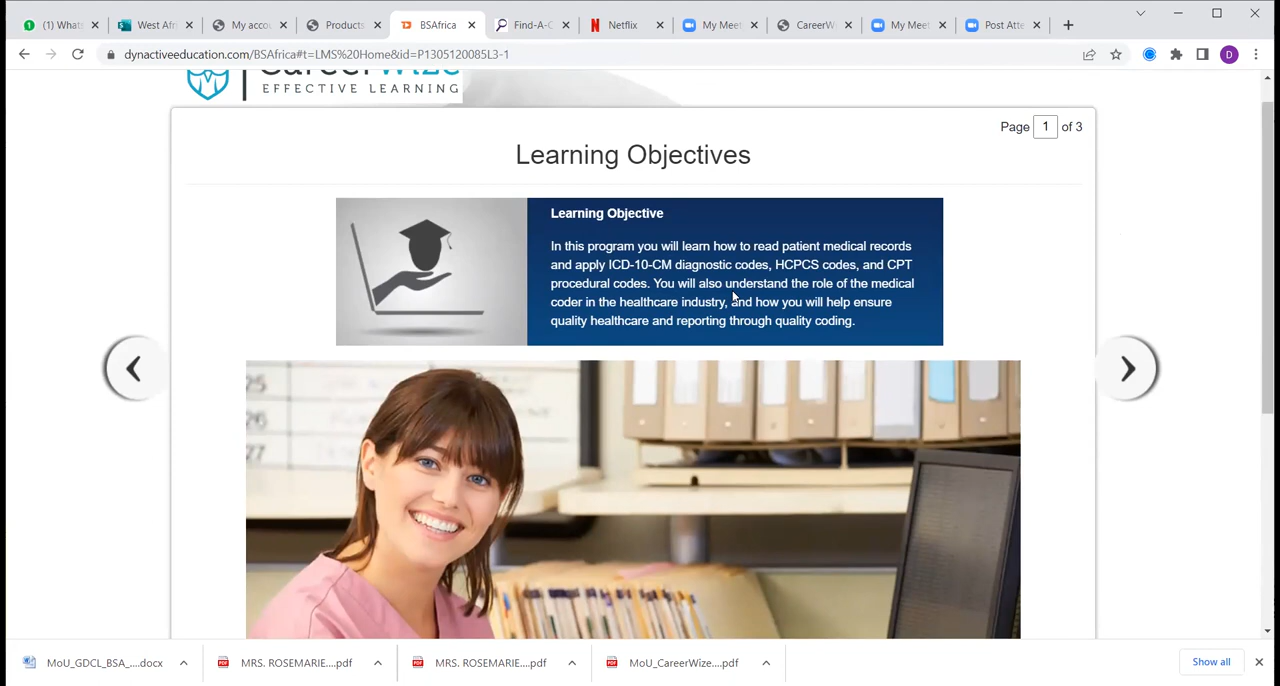 (1) Whats
West Afri
My accou
Products
BSAfrica
Find-A-C
Netflix
My Meet
CareerWi
My Meet
Post Atte
dynactiveeducation.com/BSAfrica#t=LMS%20Home&id=P1305120085L3-1
D
CareerWize
EFFECTIVE LEARNING
Page 1 of 3
Learning Objectives
Learning Objective
In this program you will learn how to read patient medical records
and apply ICD-10-CM diagnostic codes, HCPCS codes, and CPT
procedural codes. You will also understand the role of the medical
coder in the healthcare industry, and how you will help ensure
quality healthcare and reporting through quality coding.
25
26
27
MoU_GDCL_BSA_....docx
MRS. ROSEMARIE....pdf
MRS. ROSEMARIE....pdf
MoU_CareerWize....pdf
Show all